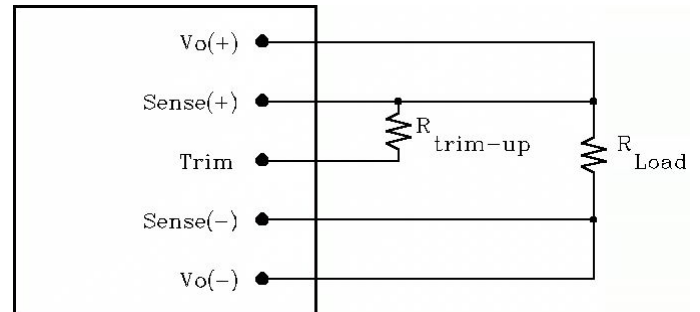 Vo(+)
Sense(+)
R trim-up
Trim
R Load
Sense(-)
Vo(-)